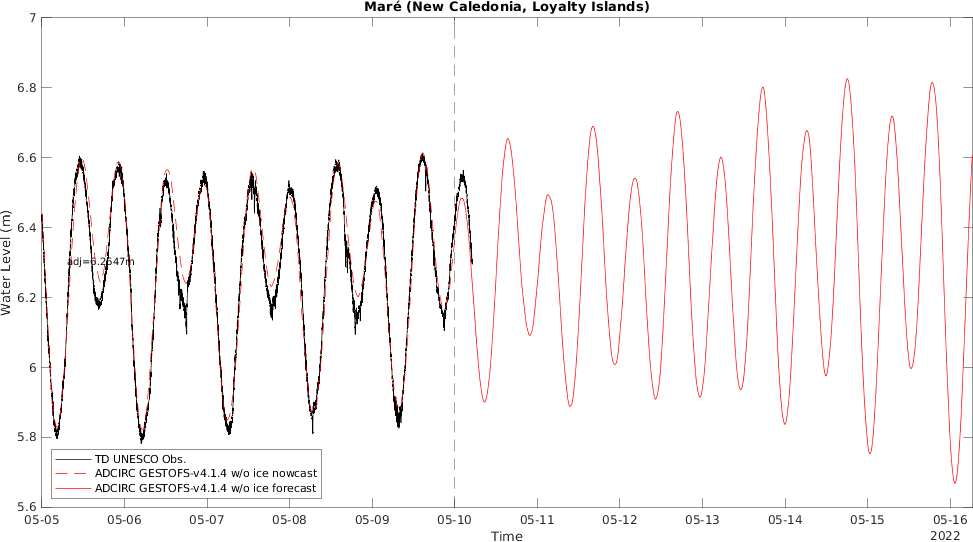 Maré (New Caledonia, Loyalty Islands)
7
6.8
6.6
6.4
6.2
6
5.8
5.6
Water Level (m)
adj=6.2647m
TD UNESCO Obs.
ADCIRC GESTOFS-v4.1.4 w/o ice nowcast
ADCIRC GESTOFS-v4.1.4 w/o ice forecast
05-05 05-06 05-07 05-08 05-09 05-10 05-11 05-12 05-13 05-14 05-15 05-16
2022
Time